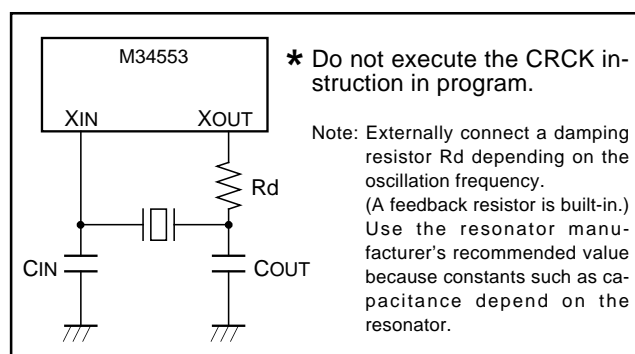 M34553
XIN XOUT
Rd
CIN COUT
* Do not execute the CRCK in-
struction in program.
Note: Externally connect a damping
resistor Rd depending on the
oscillation frequency.
(A feedback resistor is built-in.)
Use the resonator manu-
facturer’s recommended value
because constants such as ca-
pacitance depend on the
resonator.